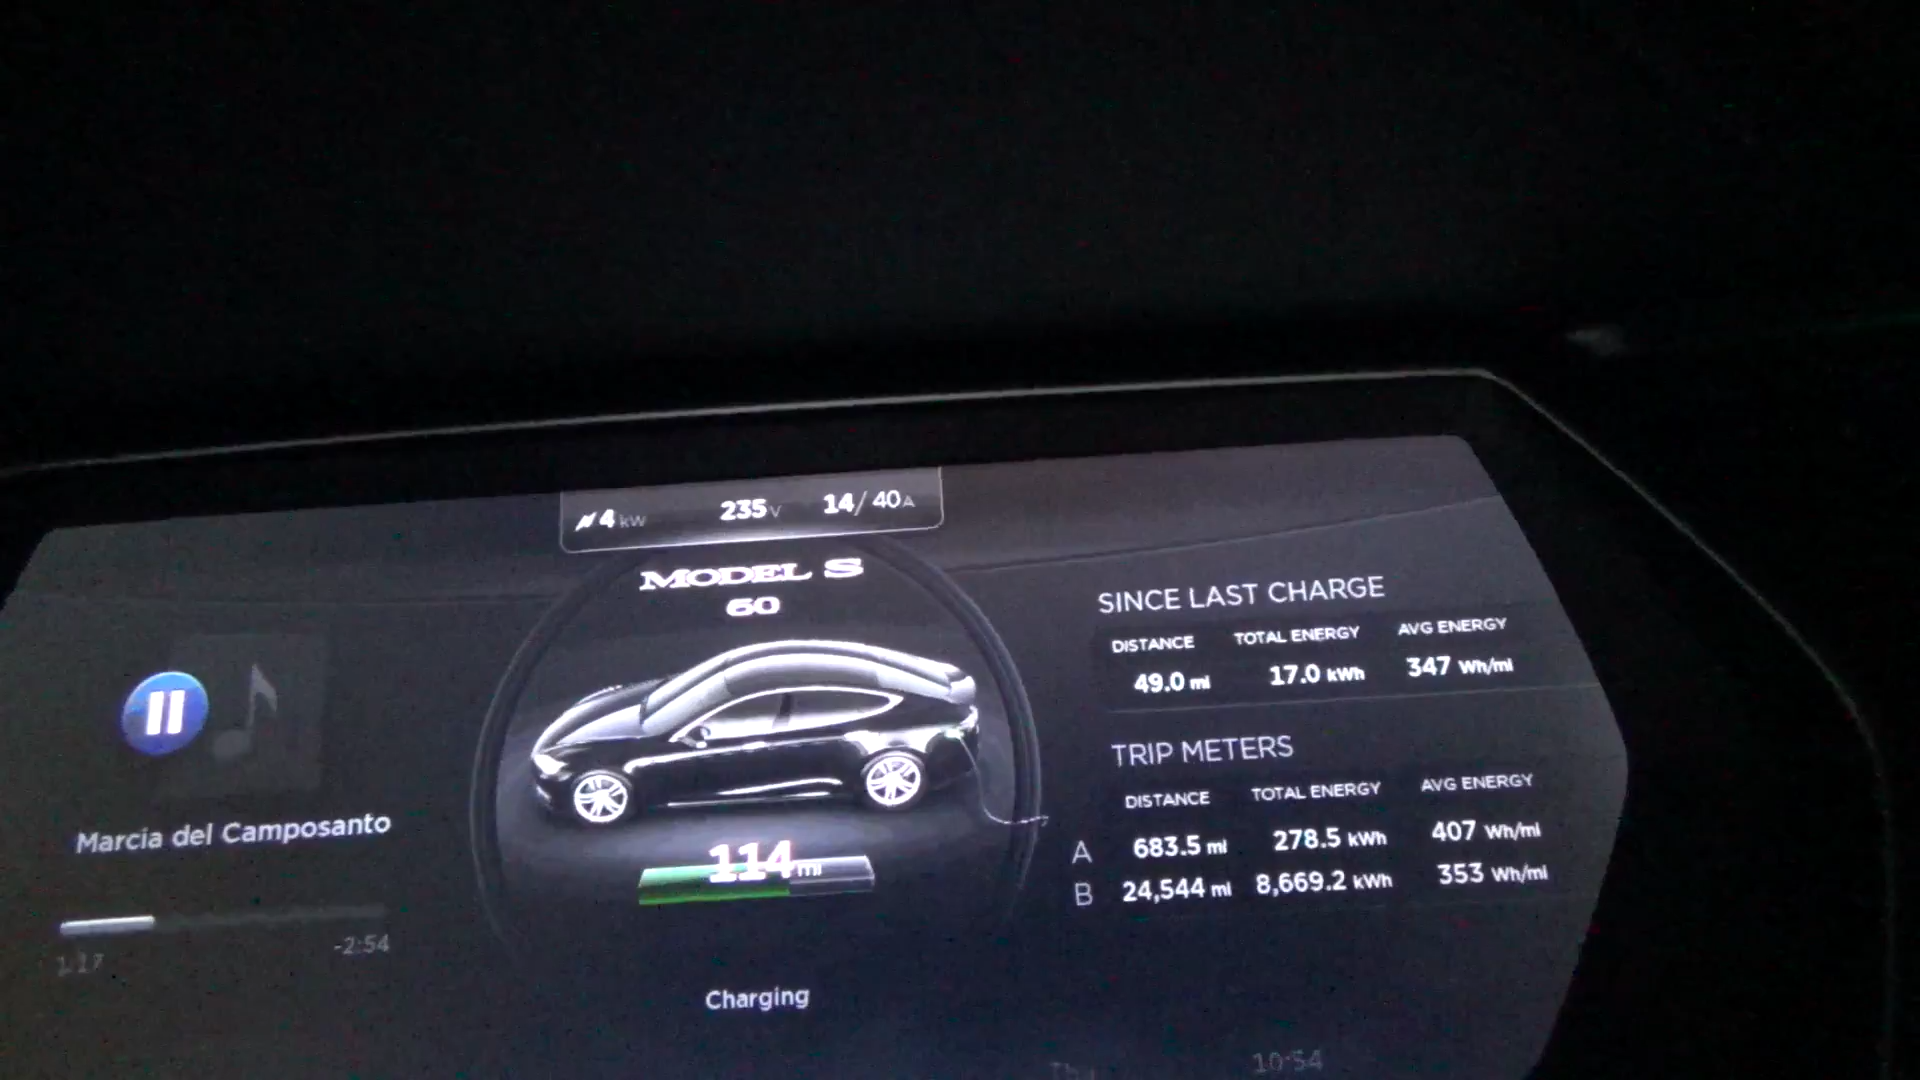 4 kW 235 V 14/40 A
MODEL S
60
Marcia del Camposanto
1:17 -2:54
114 mi
Charging
SINCE LAST CHARGE
DISTANCE TOTAL ENERGY AVG ENERGY
49.0 mi 17.0 kWh 347 Wh/mi
TRIP METERS
DISTANCE TOTAL ENERGY AVG ENERGY
A 683.5 mi 278.5 kWh 407 Wh/mi
B 24,544 mi 8,669.2 kWh 353 Wh/mi
Thu 10:54